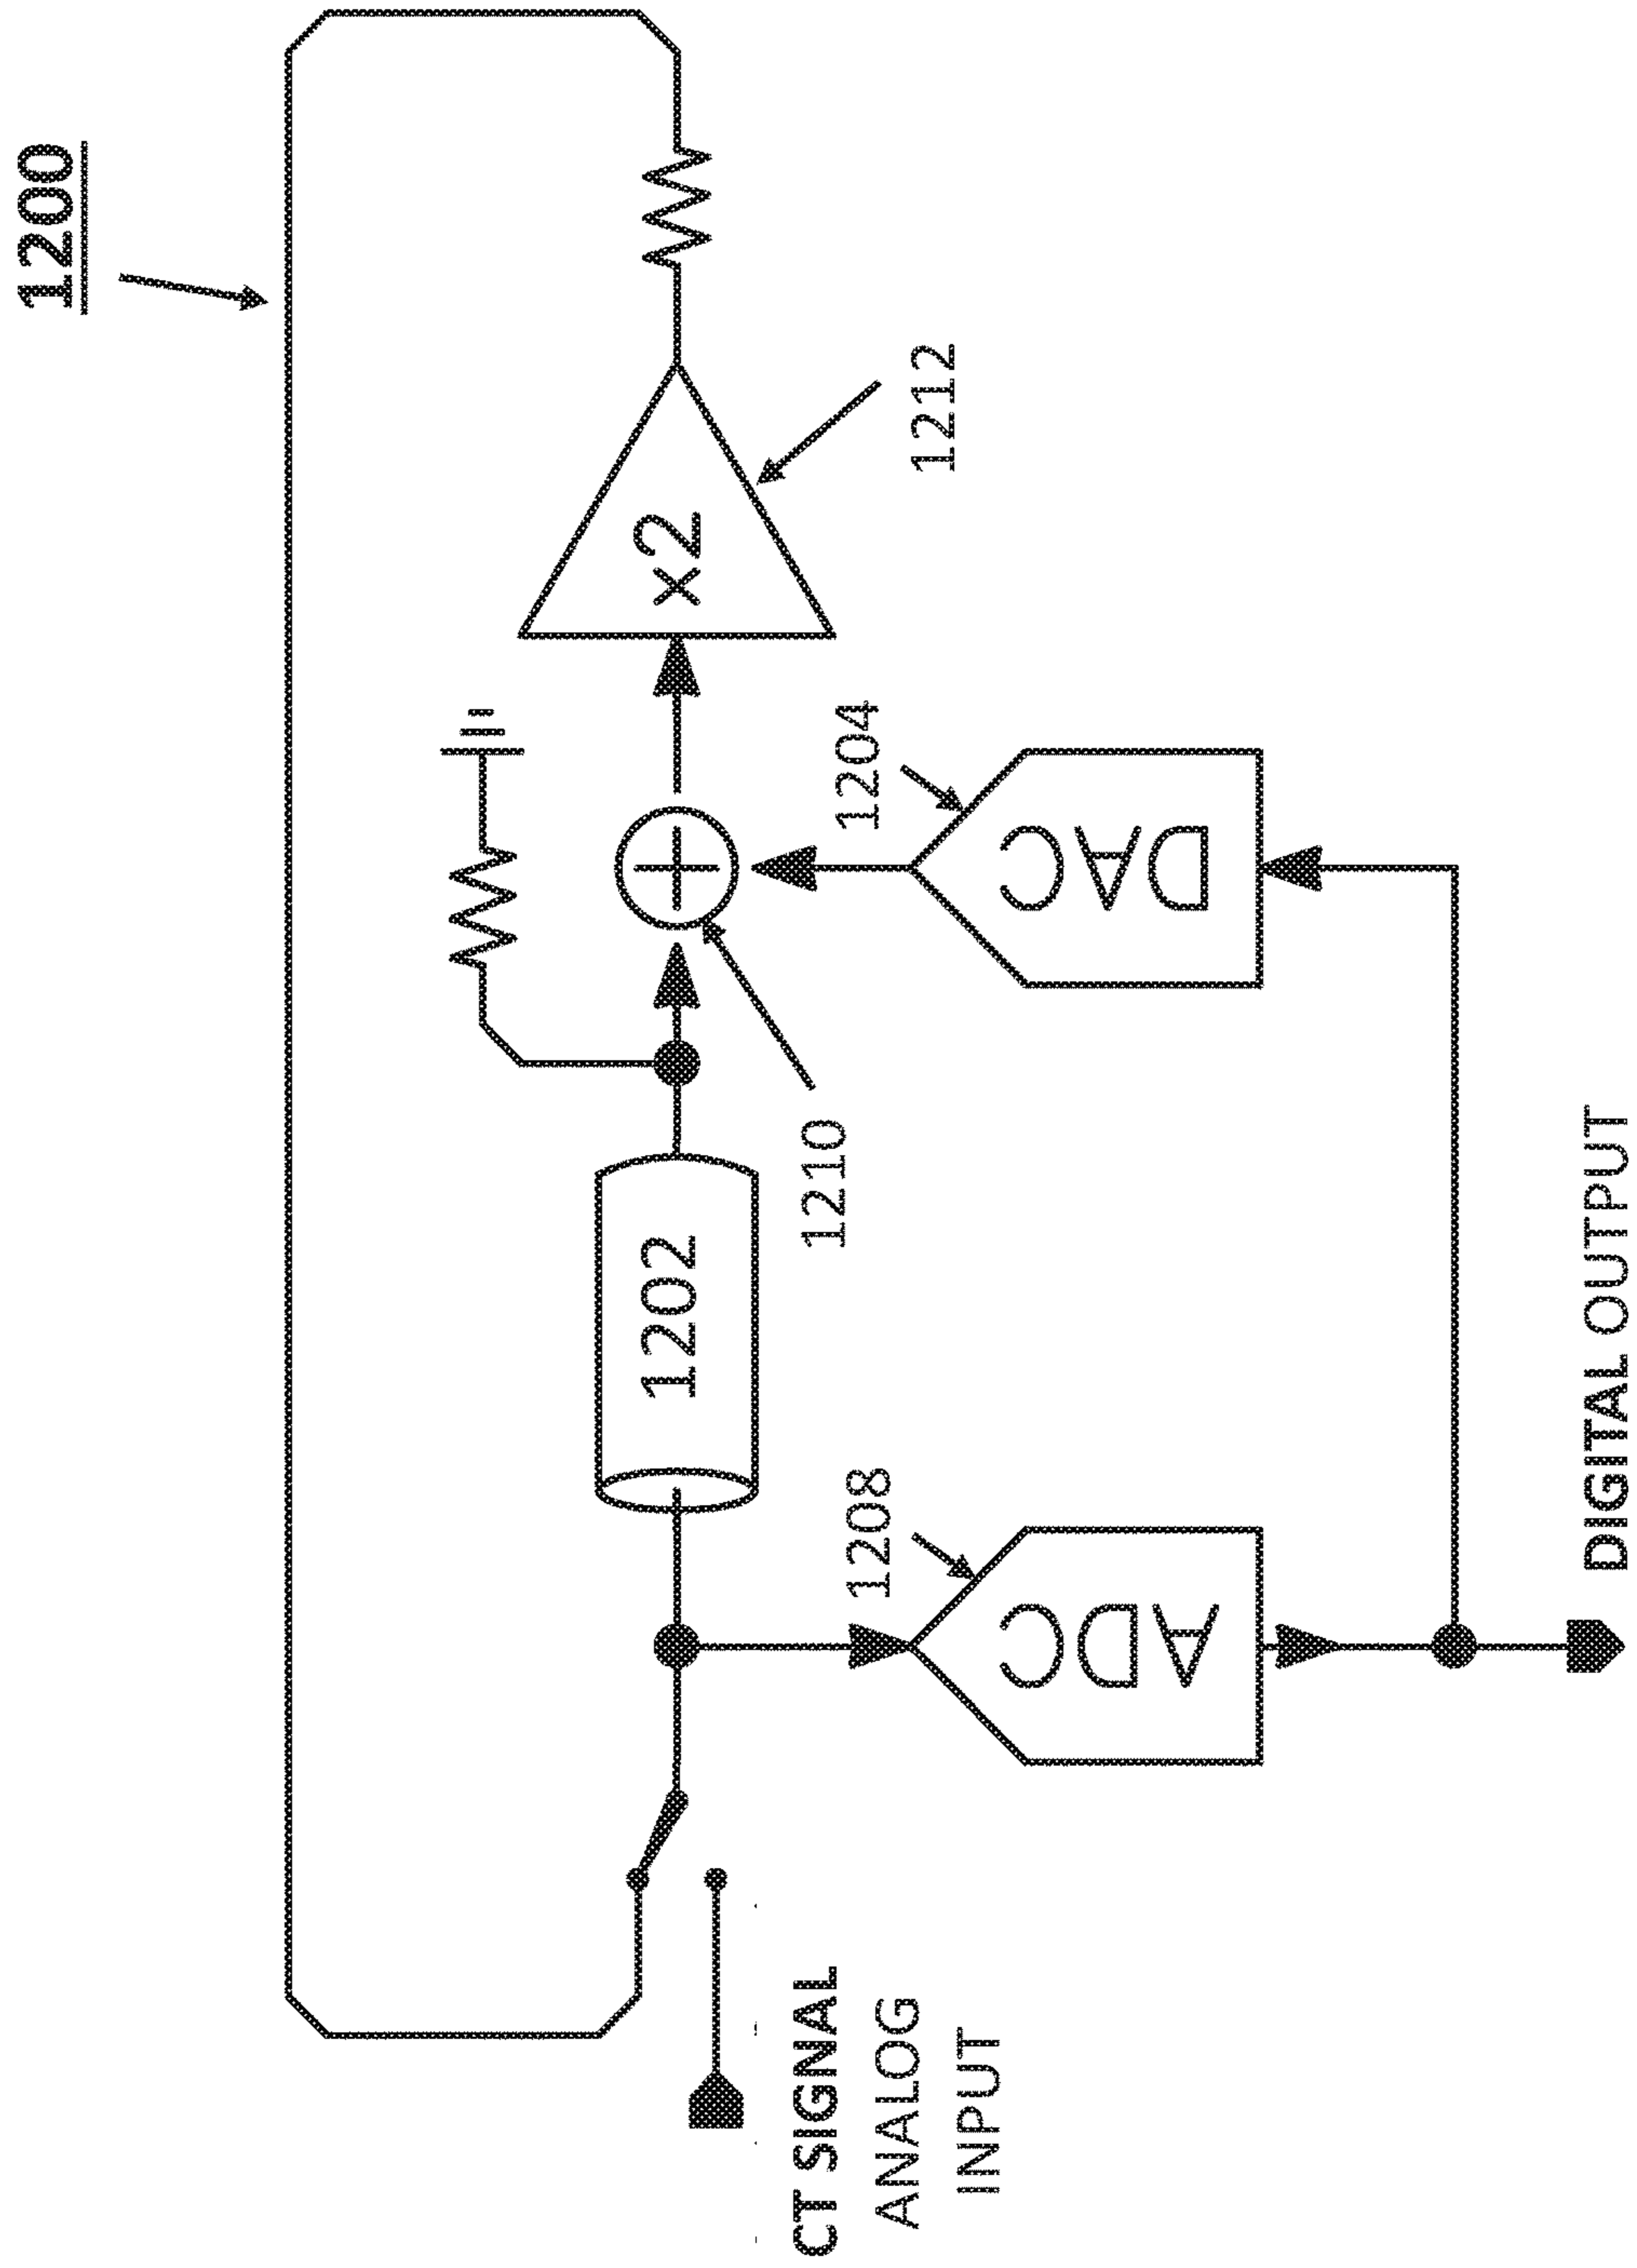 1200
x2
1212
1204
DAC
1210
1202
1208
ADC
CT SIGNAL
ANALOG
INPUT
DIGITAL OUTPUT